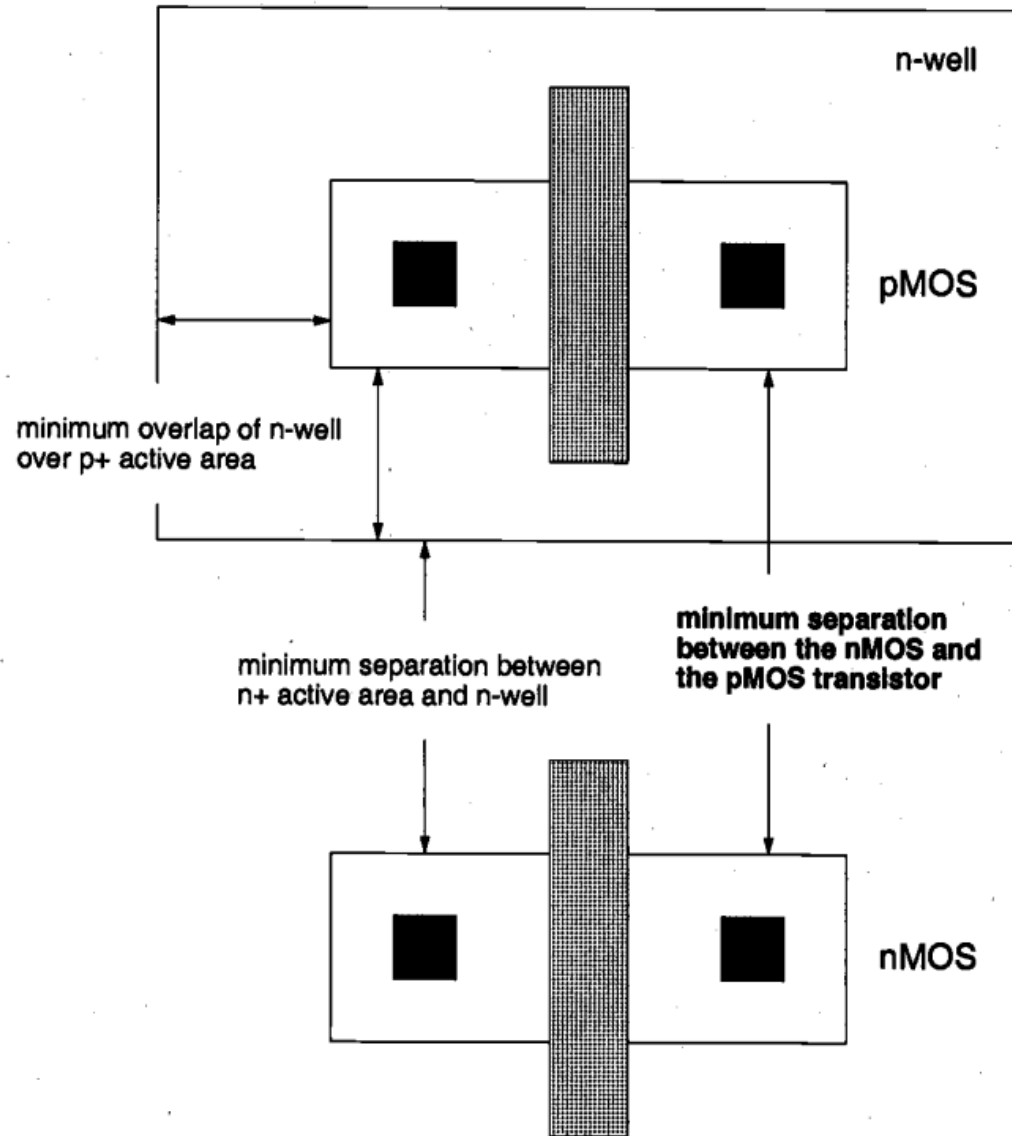 n-well
pMOS
minimum overlap of n-well
over p+ active area
minimum separation
between the nMOS and
the pMOS transistor
minimum separation between
n+ active area and n-well
nMOS